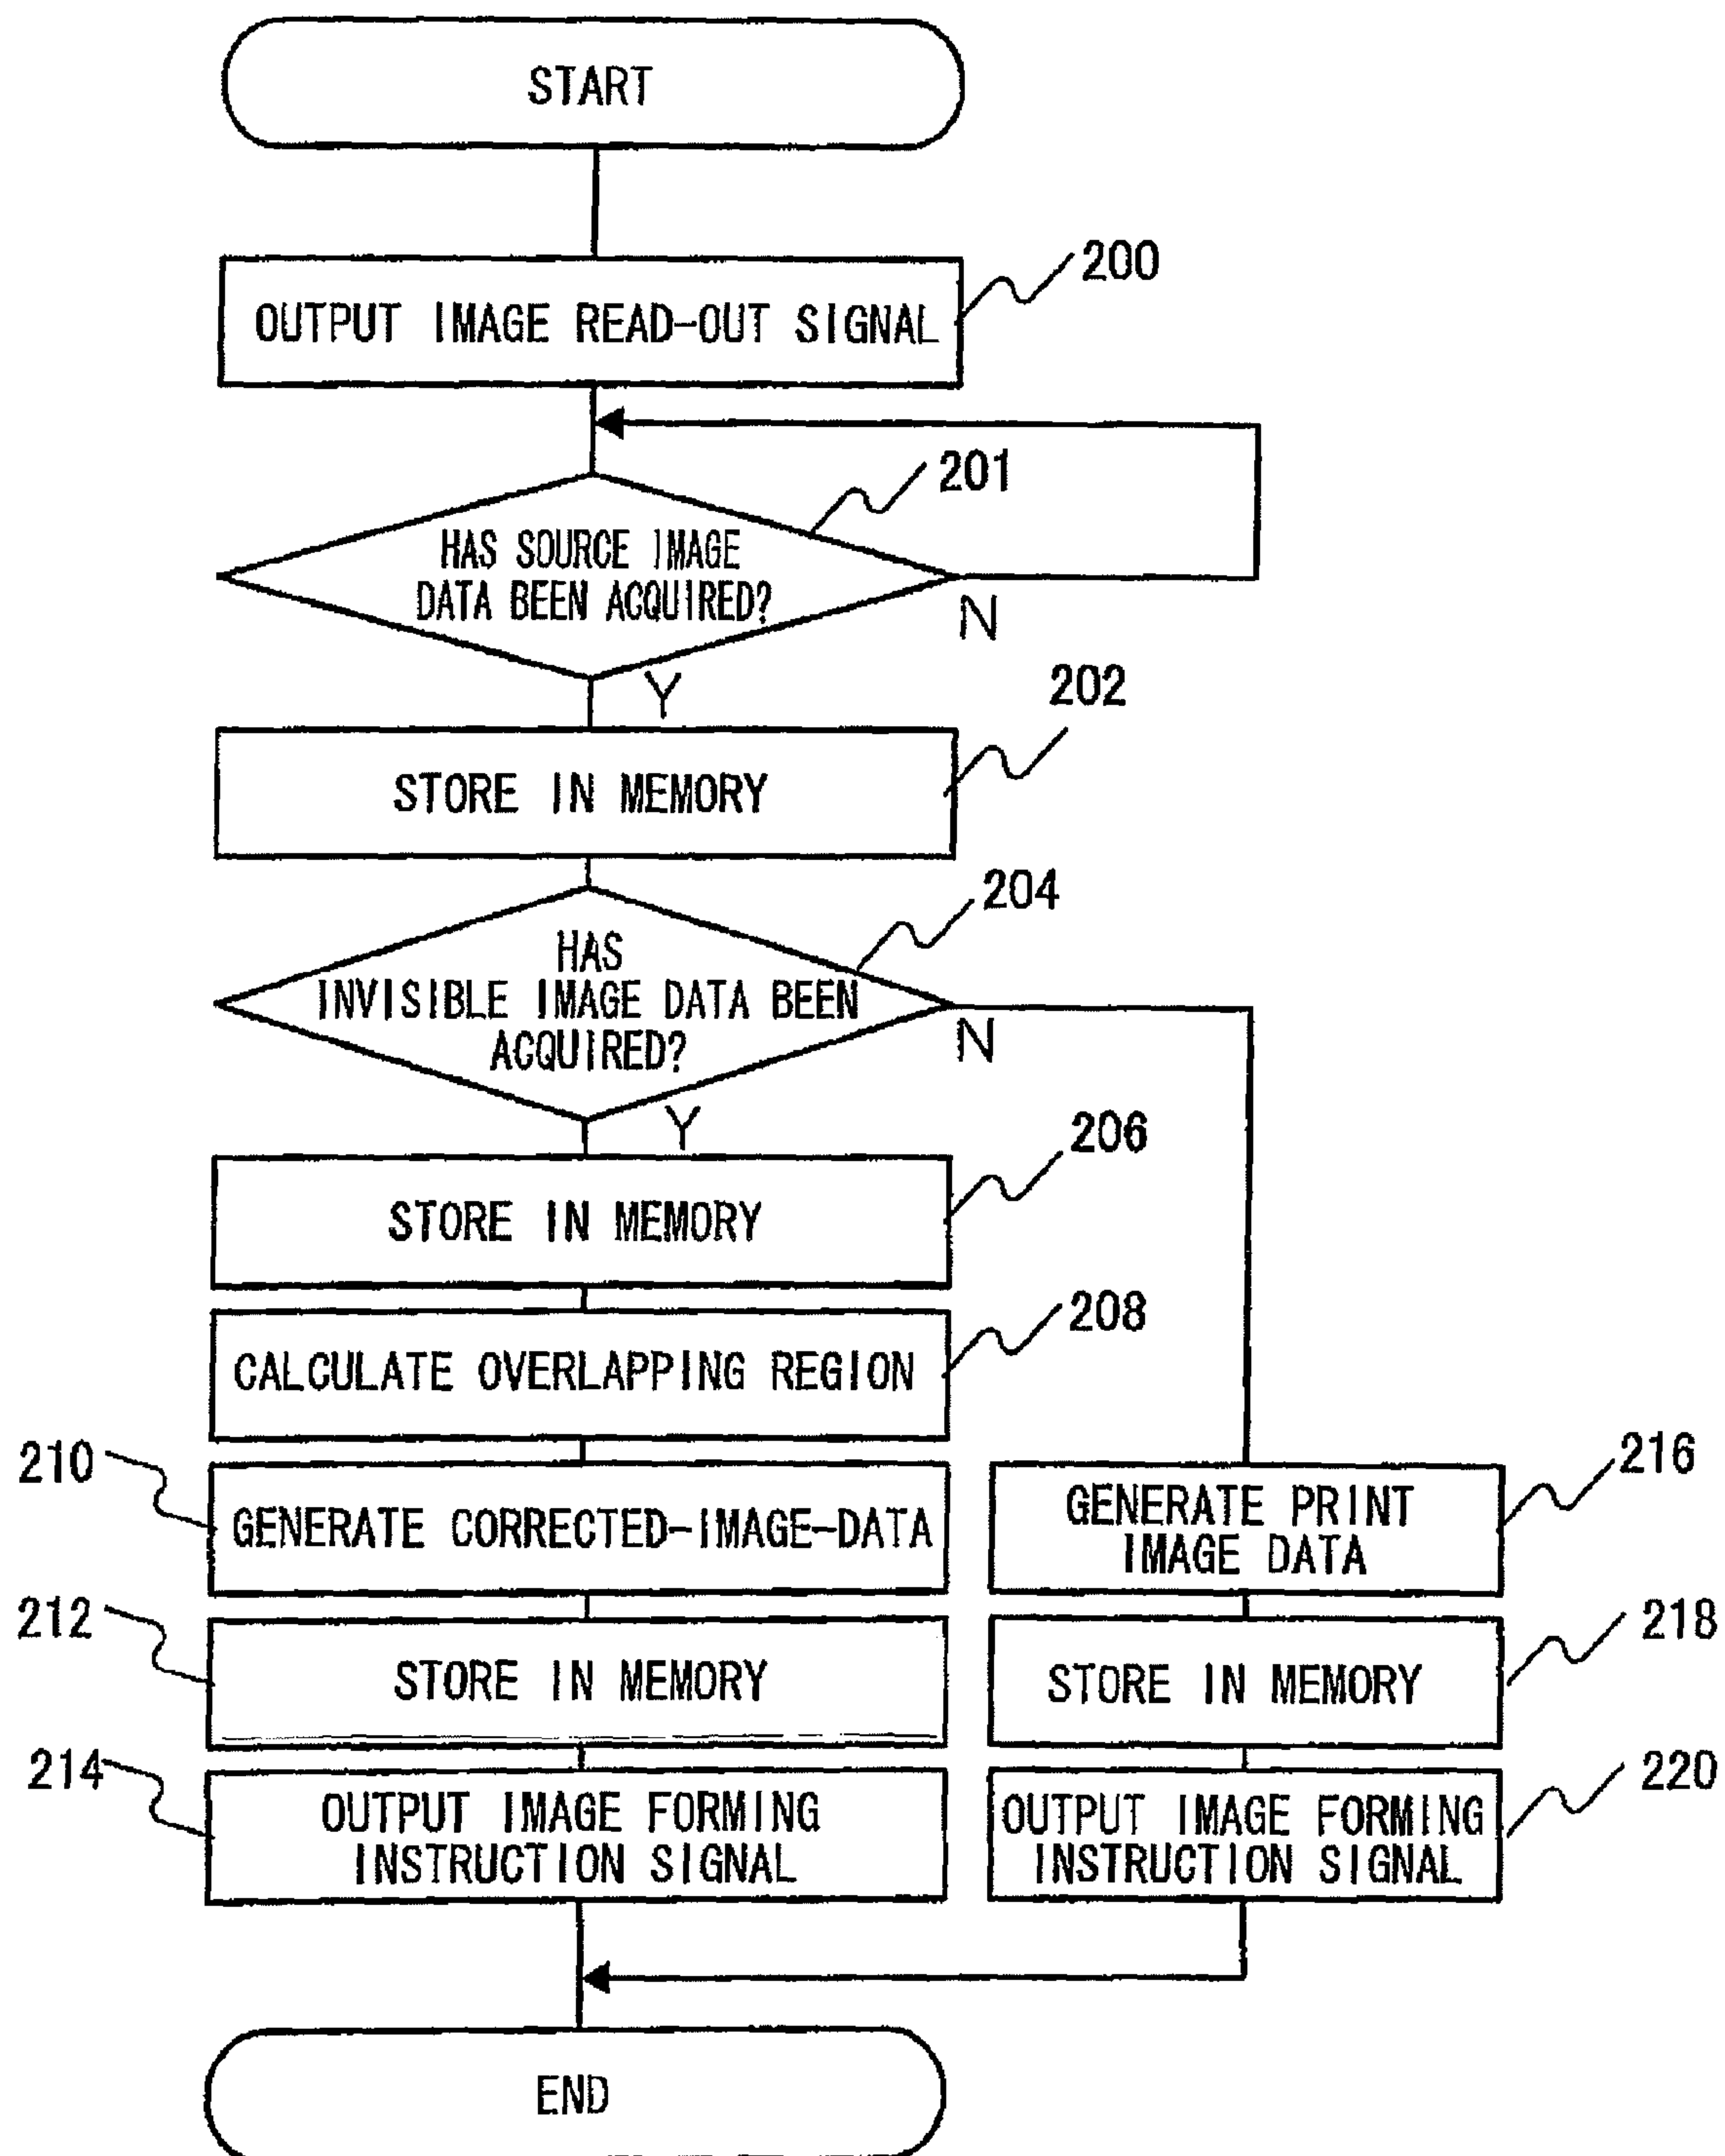 START
200
OUTPUT IMAGE READ-OUT SIGNAL
201
HAS SOURCE IMAGE
DATA BEEN ACQUIRED?
N
Y
202
STORE IN MEMORY
204
HAS
INVISIBLE IMAGE DATA BEEN
ACQUIRED?
N
Y
206
STORE IN MEMORY
208
CALCULATE OVERLAPPING REGION
210
GENERATE CORRECTED-IMAGE-DATA
212
STORE IN MEMORY
214
OUTPUT IMAGE FORMING
INSTRUCTION SIGNAL
216
GENERATE PRINT
IMAGE DATA
218
STORE IN MEMORY
220
OUTPUT IMAGE FORMING
INSTRUCTION SIGNAL
END